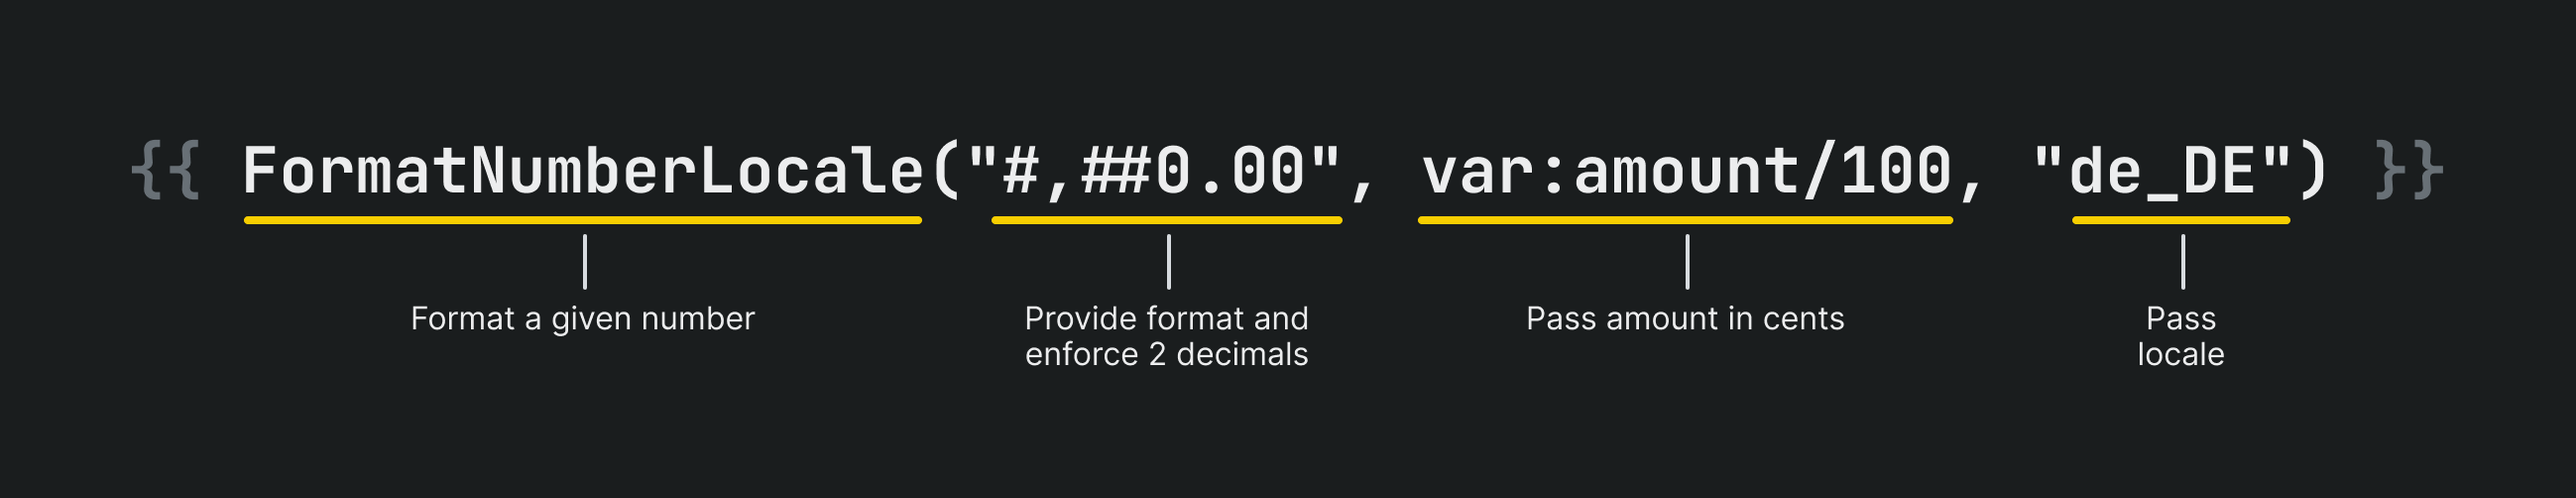 {{ FormatNumberLocale("#,##0.00", var:amount/100, "de_DE") }}
Format a given number
Provide format and
enforce 2 decimals
Pass amount in cents
Pass
locale